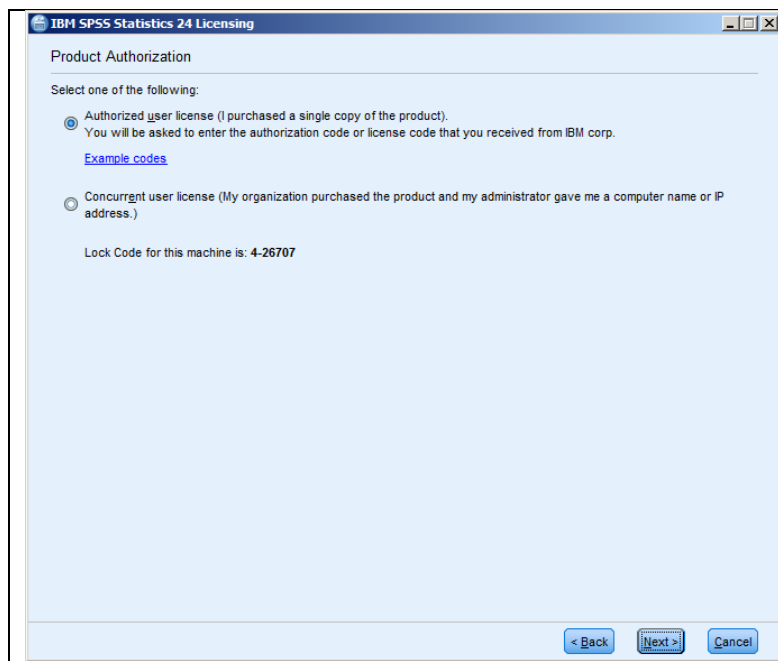 IBM SPSS Statistics 24 Licensing
Product Authorization
Select one of the following:
Authorized user license (I purchased a single copy of the product).
You will be asked to enter the authorization code or license code that you received from IBM corp.
Example codes
Concurrent user license (My organization purchased the product and my administrator gave me a computer name or IP
address.)
Lock Code for this machine is: 4-26707
< Back Next > Cancel